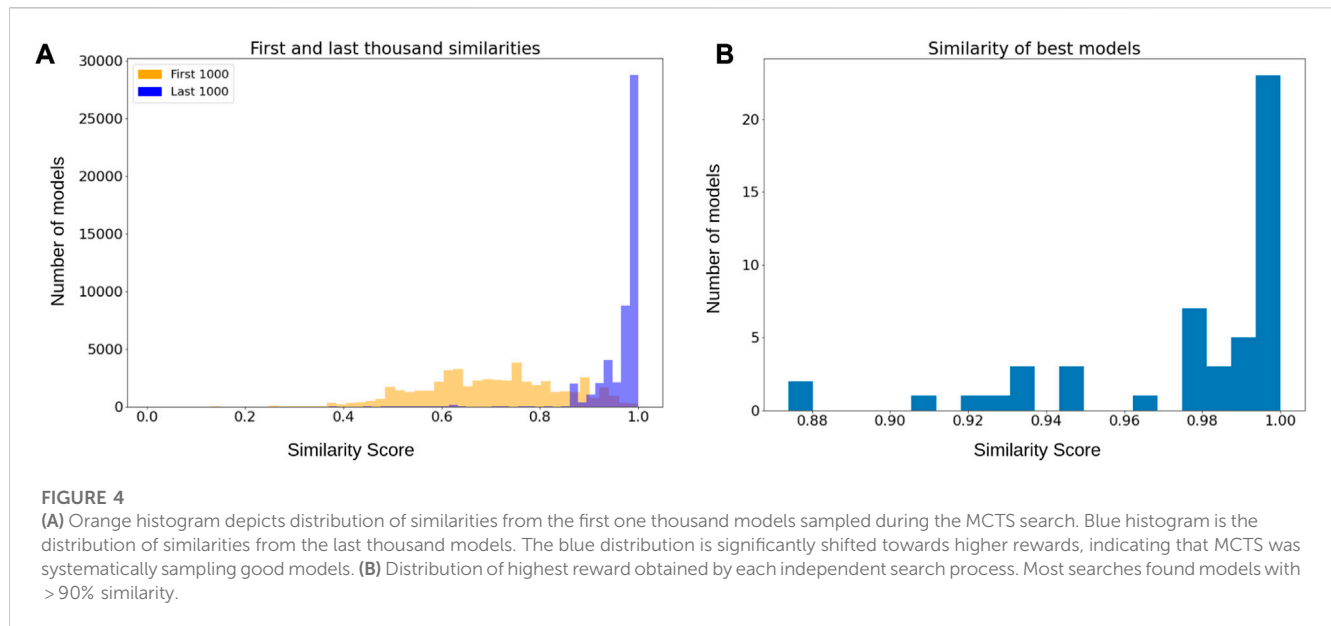 A
First and last thousand similarities
30000
25000
20000
15000
10000
5000
0
Number of models
First 1000
Last 1000
0.0 0.2 0.4 0.6 0.8 1.0
Similarity Score
B
Similarity of best models
20
15
10
5
0
Number of models
0.88 0.90 0.92 0.94 0.96 0.98 1.00
Similarity Score
FIGURE 4
(A) Orange histogram depicts distribution of similarities from the first one thousand models sampled during the MCTS search. Blue histogram is the
distribution of similarities from the last thousand models. The blue distribution is significantly shifted towards higher rewards, indicating that MCTS was
systematically sampling good models. (B) Distribution of highest reward obtained by each independent search process. Most searches found models with
>90% similarity.